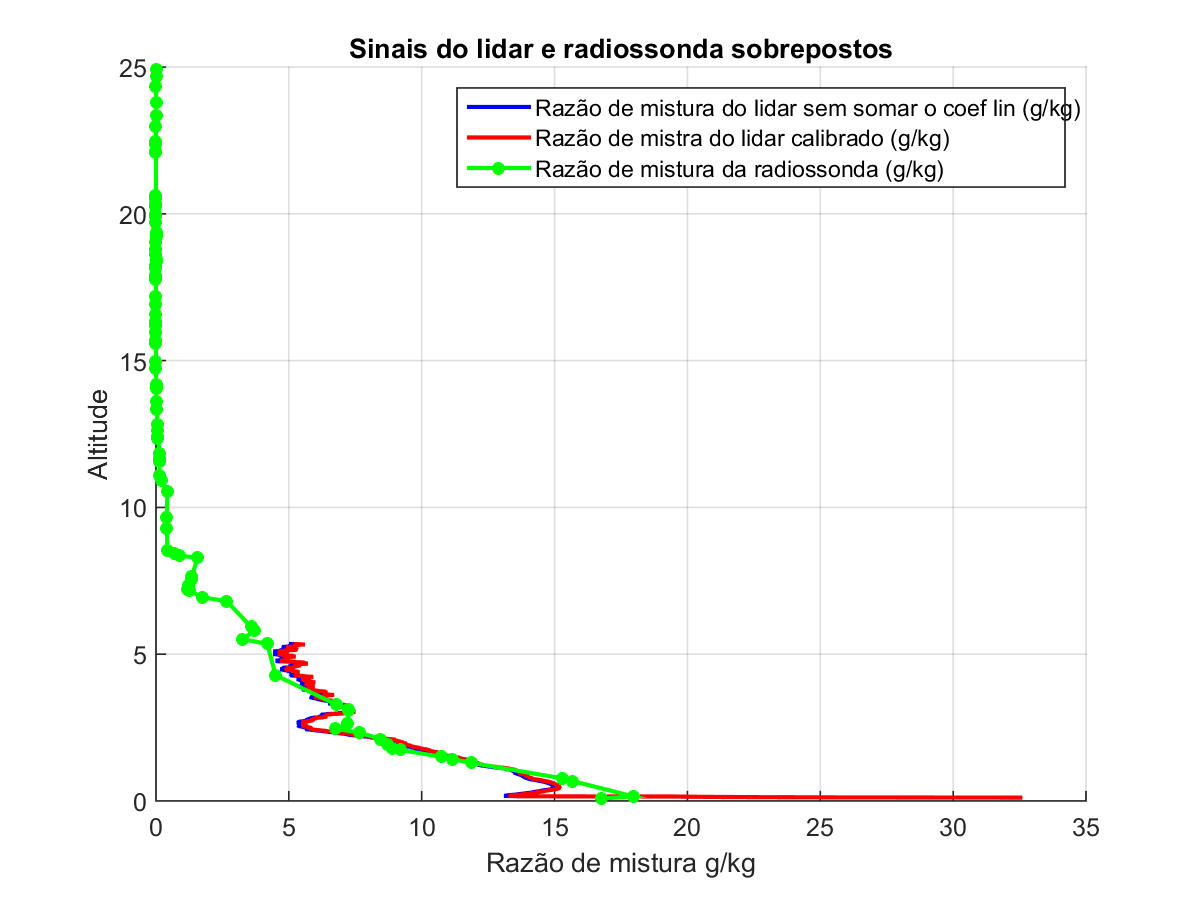 Sinais do lidar e radiossonda sobrepostos
Razão de mistura do lidar sem somar o coef lin (g/kg)
Razão de mistra do lidar calibrado (g/kg)
Razão de mistura da radiossonda (g/kg)
25
20
15
10
5
0
Altitude
0 5 10 15 20 25 30 35
Razão de mistura g/kg